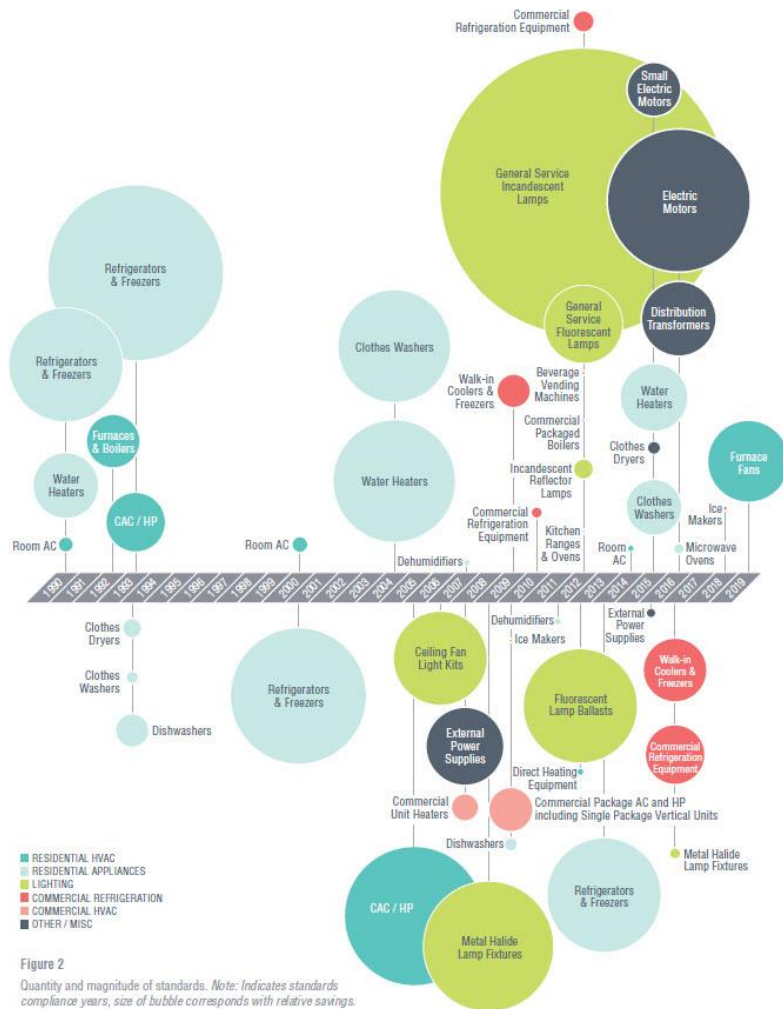 Commercial
Refrigeration Equipment
Small
Electric
Motors
General Service
Incandescent
Lamps
Electric
Motors
Refrigerators
& Freezers
General
Service
Fluorescent
Lamps
Distribution
Transformers
Refrigerators
& Freezers
Clothes Washers
Walk-in
Coolers &
Freezers
Beverage
Vending
Machines
Water
Heaters
Furnaces
& Boilers
Commercial
Packaged
Boilers
Clothes
Dryers
Furnace
Fans
Water
Heaters
Water Heaters
Incandescent
Reflector
Lamps
CAC / HP
Commercial
Refrigeration
Equipment
Clothes
Washers
Ice
Makers
Room AC
Room AC
Kitchen
Ranges
& Ovens
Room
AC
Microwave
Ovens
Dehumidifiers
1990 1991 1992 1993 1994 1995 1996 1997 1998 1999 2000 2001 2002 2003 2004 2005 2006 2007 2008 2009 2010 2011 2012 2013 2014 2015 2016 2017 2018 2019
Clothes
Dryers
Dehumidifiers
Ice Makers
External
Power
Supplies
Clothes
Washers
Ceiling Fan
Light Kits
Walk-in
Coolers &
Freezers
Refrigerators
& Freezers
Fluorescent
Lamp Ballasts
Dishwashers
External
Power
Supplies
Commercial
Refrigeration
Equipment
Direct Heating
Equipment
Commercial
Unit Heaters
Commercial Package AC and HP
including Single Package Vertical Units
Dishwashers
Metal Halide
Lamp Fixtures
CAC / HP
Refrigerators
& Freezers
Metal Halide
Lamp Fixtures
RESIDENTIAL HVAC
RESIDENTIAL APPLIANCES
LIGHTING
COMMERCIAL REFRIGERATION
COMMERCIAL HVAC
OTHER / MISC
Figure 2
Quantity and magnitude of standards. Note: Indicates standards
compliance years, size of bubble corresponds with relative savings.